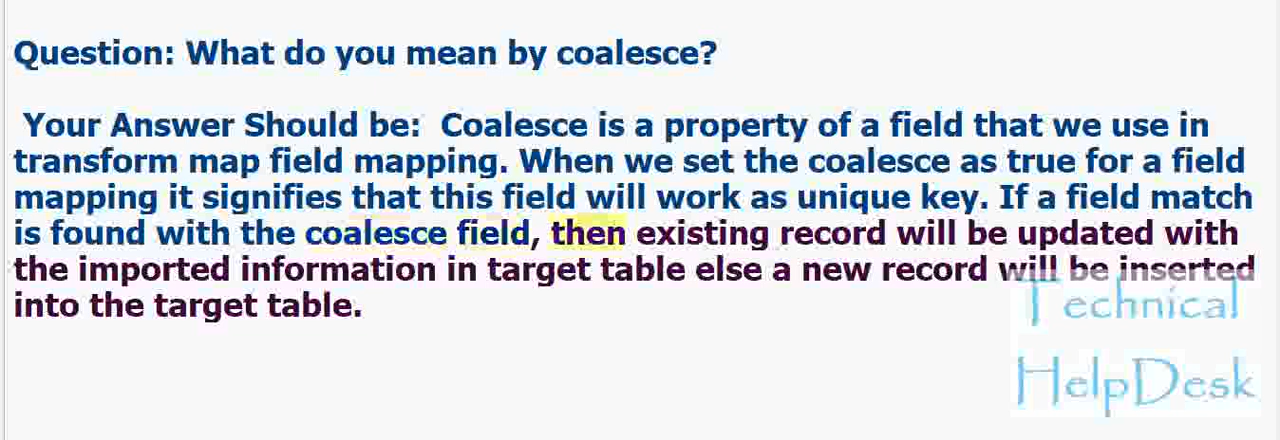 Question: What do you mean by coalesce?
Your Answer Should be: Coalesce is a property of a field that we use in
transform map field mapping. When we set the coalesce as true for a field
mapping it signifies that this field will work as unique key. If a field match
is found with the coalesce field, then existing record will be updated with
the imported information in target table else a new record will be inserted
into the target table.
Technical
HelpDesk